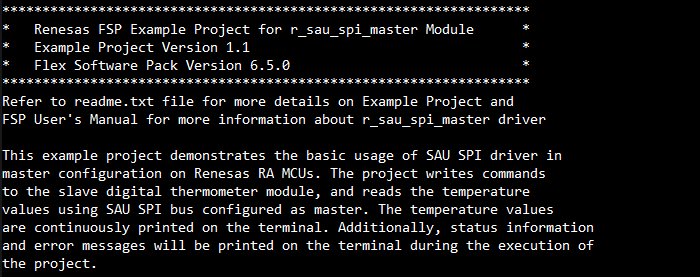 ******************************************************************
*   Renesas FSP Example Project for r_sau_spi_master Module      *
*   Example Project Version 1.1                                  *
*   Flex Software Pack Version 6.5.0                             *
******************************************************************
Refer to readme.txt file for more details on Example Project and
FSP User's Manual for more information about r_sau_spi_master driver
This example project demonstrates the basic usage of SAU SPI driver in
master configuration on Renesas RA MCUs. The project writes commands
to the slave digital thermometer module, and reads the temperature
values using SAU SPI bus configured as master. The temperature values
are continuously printed on the terminal. Additionally, status information
and error messages will be printed on the terminal during the execution of
the project.